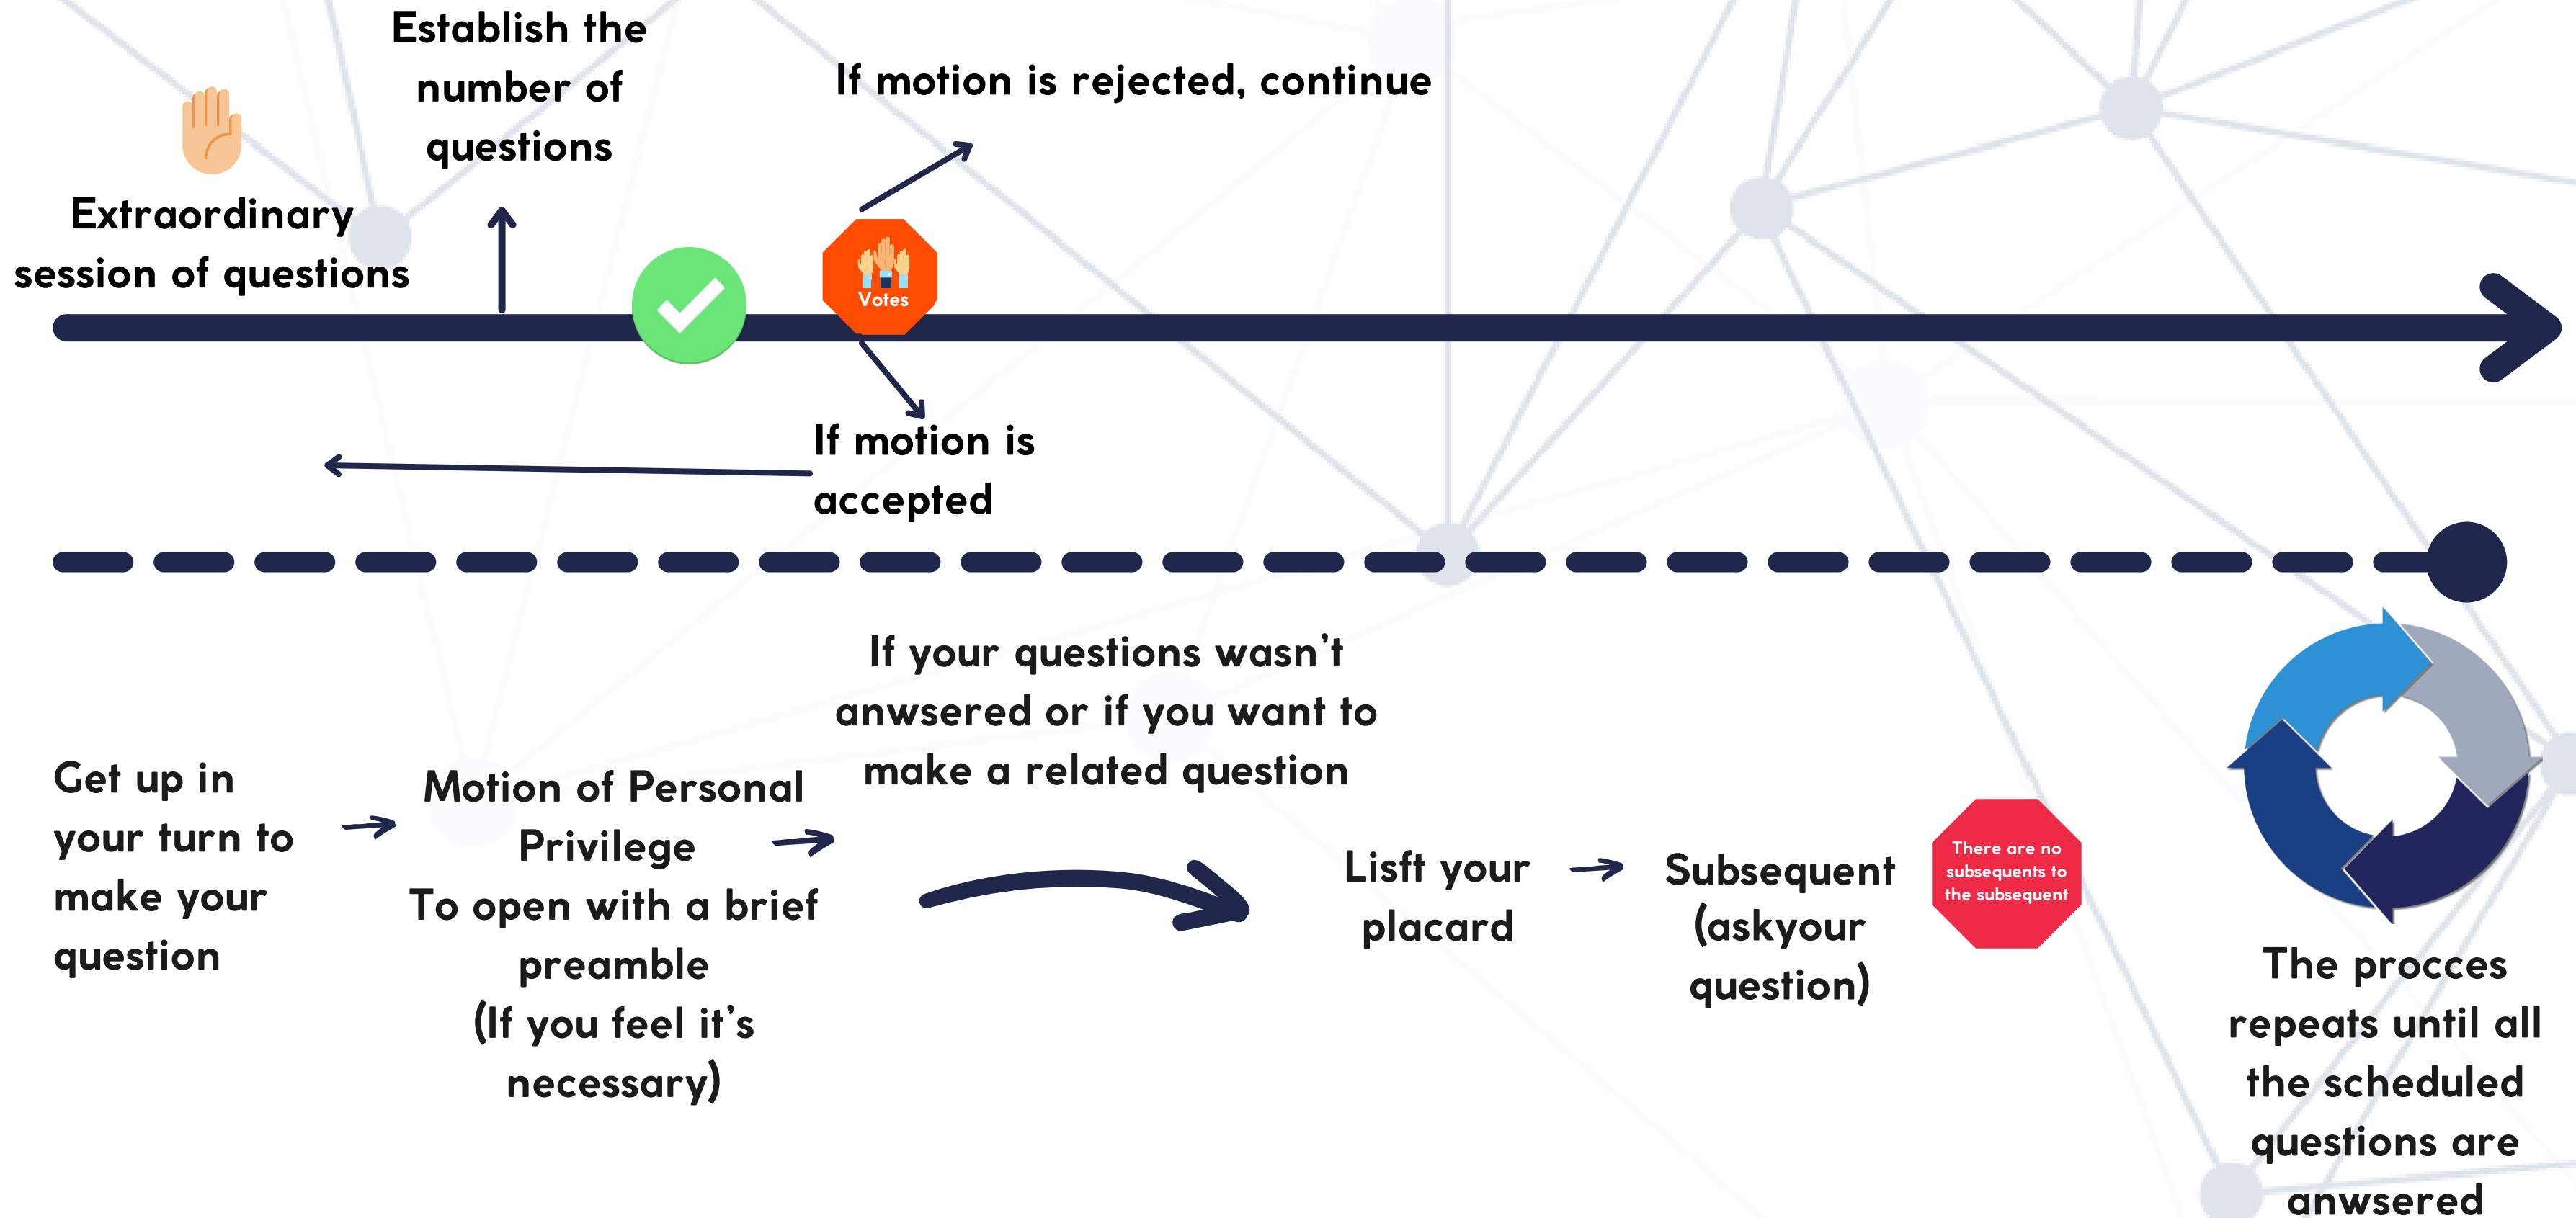 Establish the
number of
questions
If motion is rejected, continue
Extraordinary
session of questions
Votes
If motion is
accepted
If your questions wasn't
anwsered or if you want to
make a related question
Get up in
your turn to
make your
question
Motion of Personal
Privilege
To open with a brief
preamble
(If you feel it's
necessary)
Lisft your
placard
Subsequent
(askyour
question)
There are no
subsequents to
the subsequent
The procces
repeats until all
the scheduled
questions are
anwsered